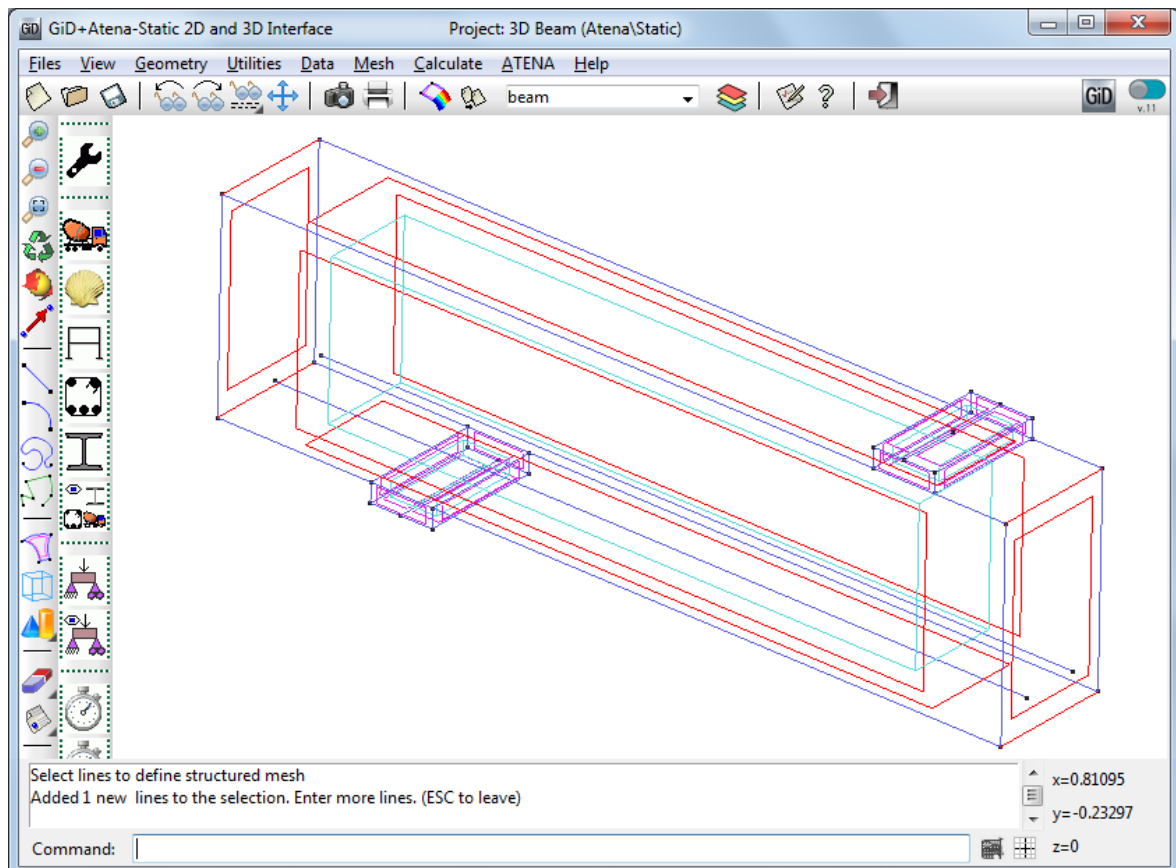 GiD GiD+Atena-Static 2D and 3D Interface Project: 3D Beam (Atena\Static)
Files View Geometry Utilities Data Mesh Calculate ATENA Help
beam GiD v.11
Select lines to define structured mesh
Added 1 new lines to the selection. Enter more lines. (ESC to leave)
x=0.81095
y=-0.23297
Command: z=0